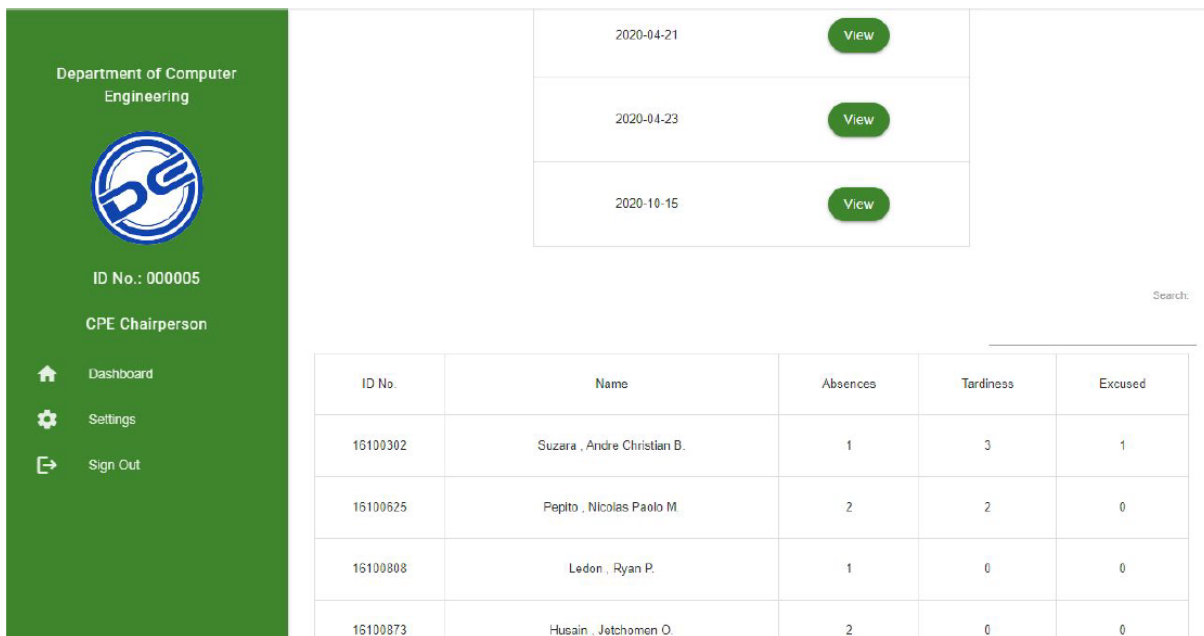 Department of Computer
Engineering
DCE
ID No.: 000005
CPE Chairperson
Dashboard
Settings
Sign Out
2020-04-21 View
2020-04-23 View
2020-10-15 View
Search:
ID No. Name Absences Tardiness Excused
16100302 Suzara , Andre Christian B. 1 3 1
16100625 Pepito , Nicolas Paolo M. 2 2 0
16100808 Ledon , Ryan P. 1 0 0
16100873 Husain , Jetchomen O. 2 0 0